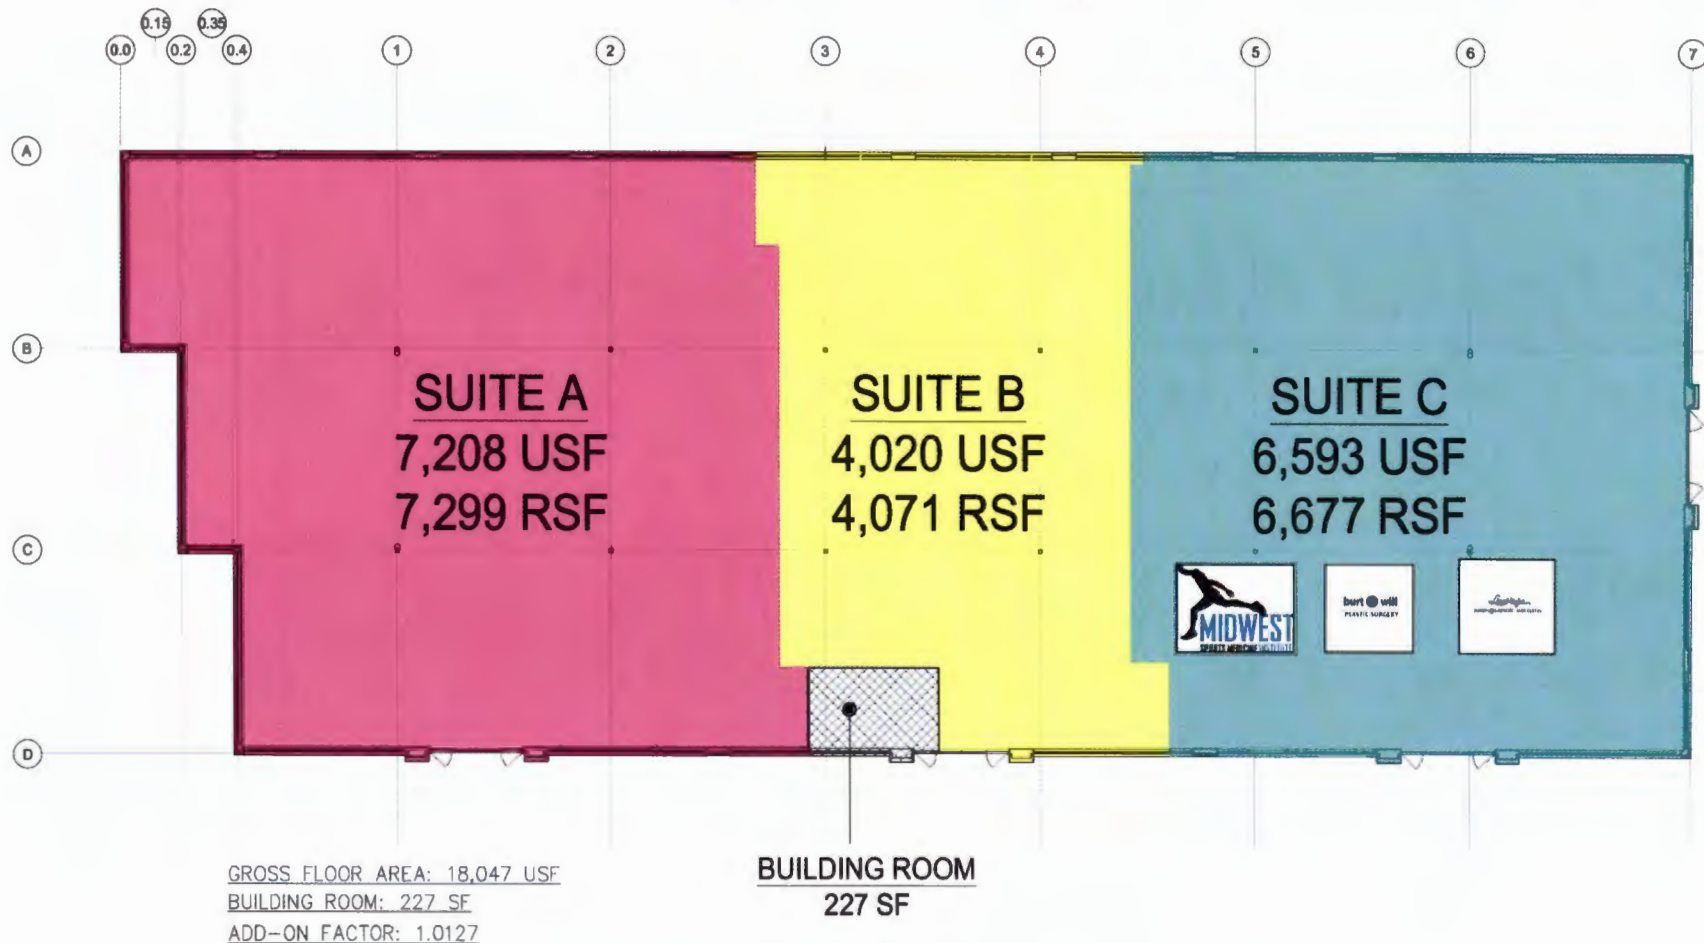 0.15 0.35
0.0 0.2 0.4 1 2 3 4 5 6 7
A
B
SUITE A
7,208 USF
7,299 RSF
SUITE B
4,020 USF
4,071 RSF
SUITE C
6,593 USF
6,677 RSF
C
MIDWEST
SPORTS MEDICINE INSTITUTE
burt will
PLASTIC SURGERY
D
GROSS FLOOR AREA: 18,047 USF
BUILDING ROOM: 227 SF
ADD-ON FACTOR: 1.0127
BUILDING ROOM
227 SF